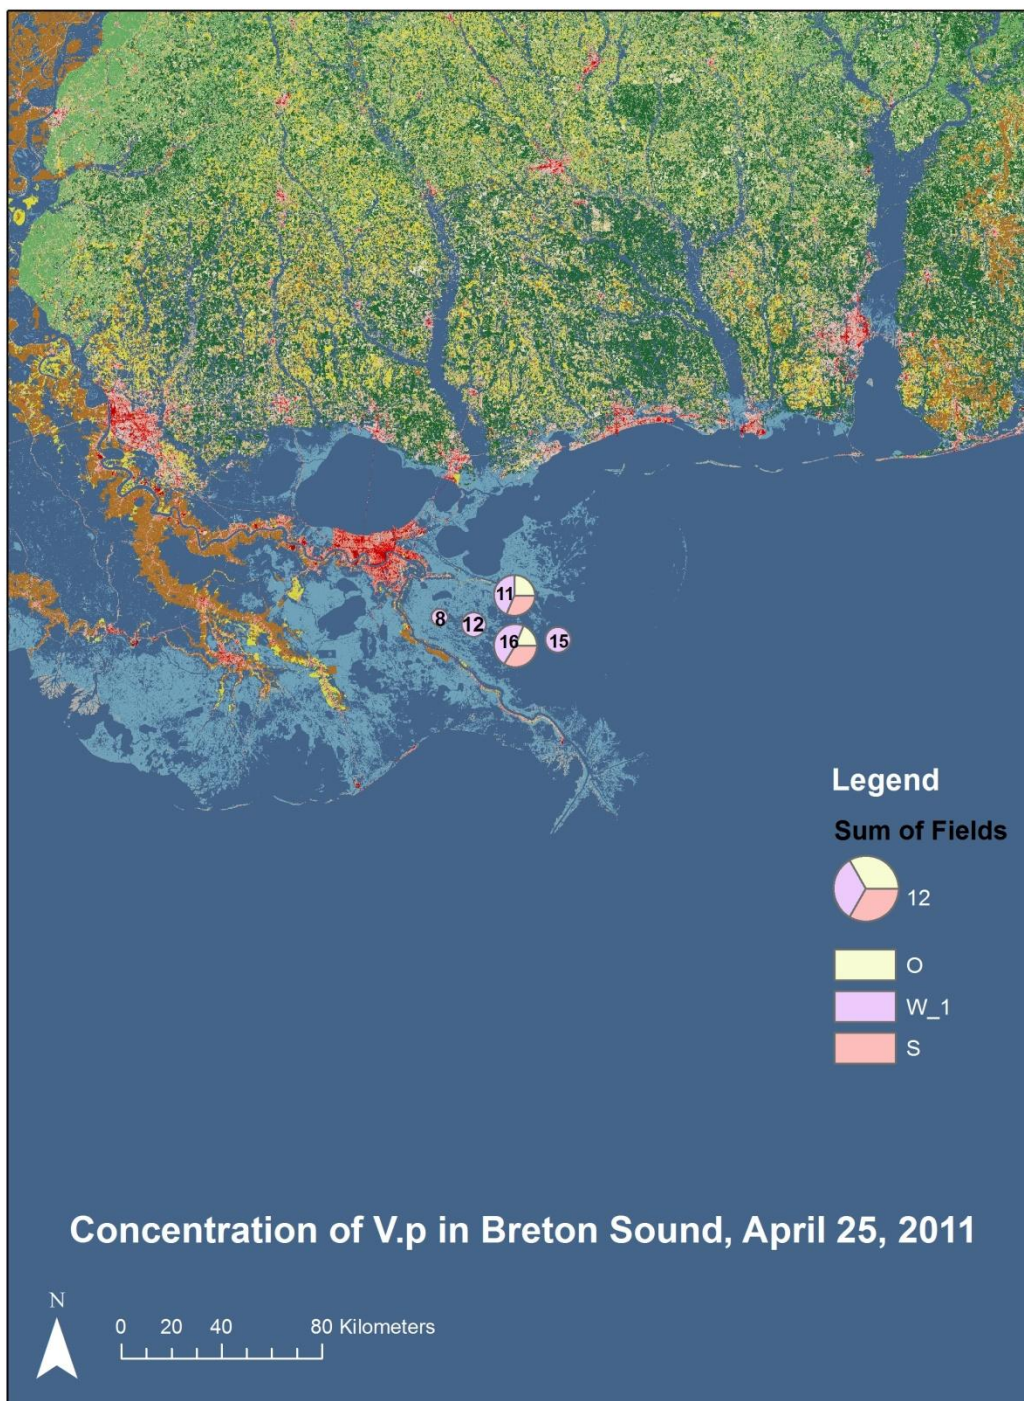 11
8
12
16
15
Legend
Sum of Fields
12
O
W_1
S
Concentration of V.p in Breton Sound, April 25, 2011
N
0 20 40 80 Kilometers